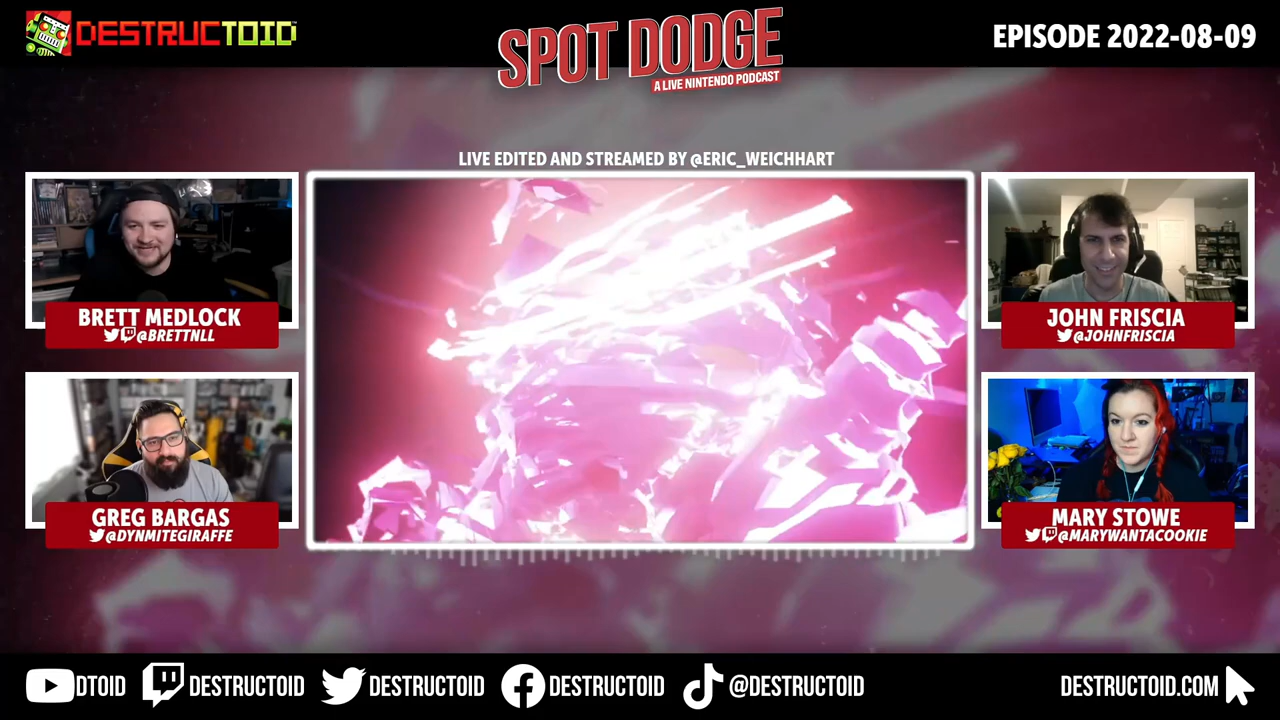 DESTRUCTOID
SPOT DODGE
A LIVE NINTENDO PODCAST
EPISODE 2022-08-09
LIVE EDITED AND STREAMED BY @ERIC_WEICHHART
BRETT MEDLOCK
@BRETTNLL
JOHN FRISCIA
@JOHNFRISCIA
GREG BARGAS
@DYNMITEGIRAFFE
MARY STOWE
@MARYWANTACOOKIE
DTOID DESTRUCTOID DESTRUCTOID DESTRUCTOID @DESTRUCTOID DESTRUCTOID.COM